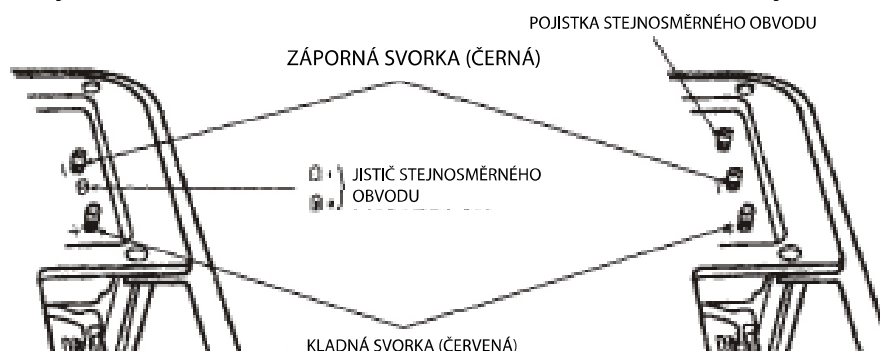 POJISTKA STEJNOSMĚRNÉHO OBVODU
ZÁPORNÁ SVORKA (ČERNÁ)
JISTIČ STEJNOSMĚRNÉHO
OBVODU
KLADNÁ SVORKA (ČERVENÁ)